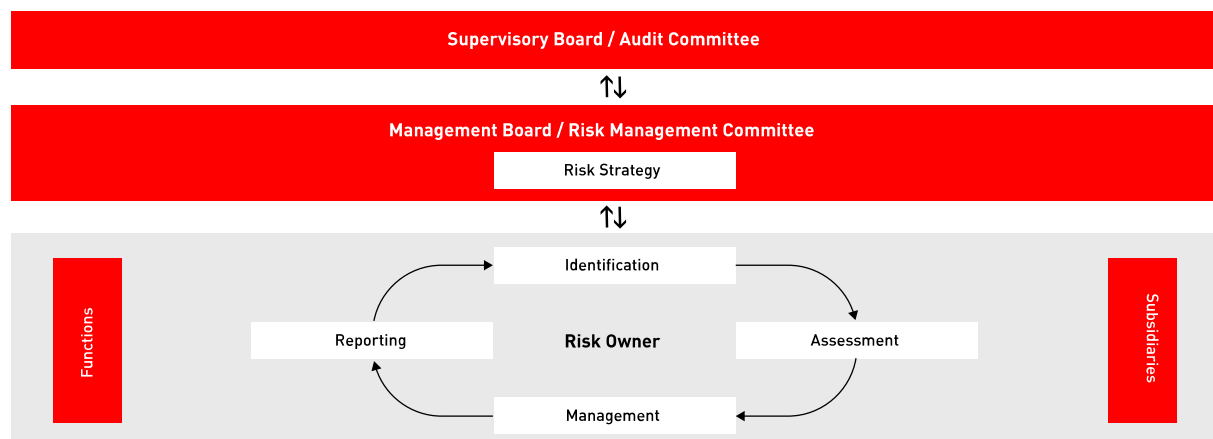 Supervisory Board / Audit Committee
Management Board / Risk Management Committee
Risk Strategy
Identification
Functions
Reporting
Risk Owner
Assessment
Subsidiaries
Management